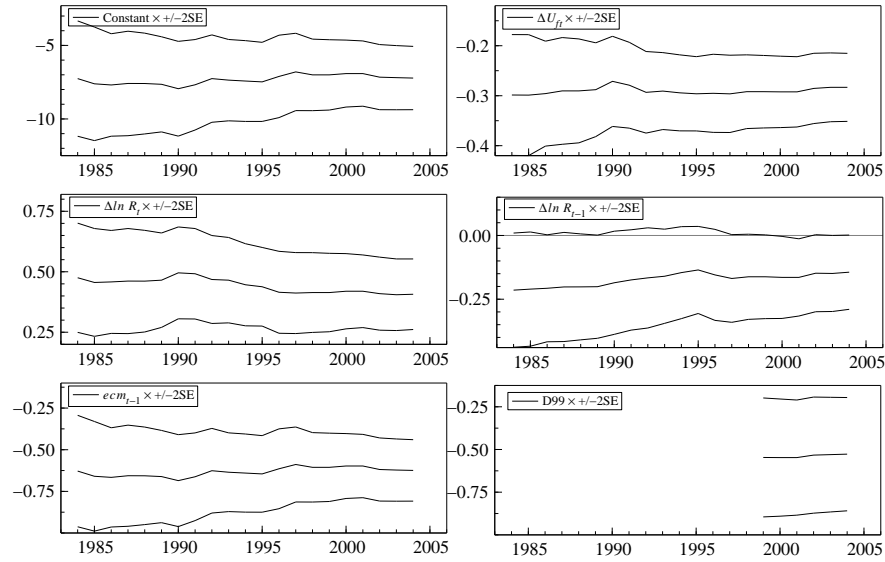 Constant × +/−2SE
−5
−10
1985 1990 1995 2000 2005
ΔU_ft × +/−2SE
−0.2
−0.3
−0.4
1985 1990 1995 2000 2005
Δln R_t × +/−2SE
0.75
0.50
0.25
1985 1990 1995 2000 2005
Δln R_t−1 × +/−2SE
0.00
−0.25
1985 1990 1995 2000 2005
ecm_t−1 × +/−2SE
−0.25
−0.50
−0.75
1985 1990 1995 2000 2005
D99 × +/−2SE
−0.25
−0.50
−0.75
1985 1990 1995 2000 2005